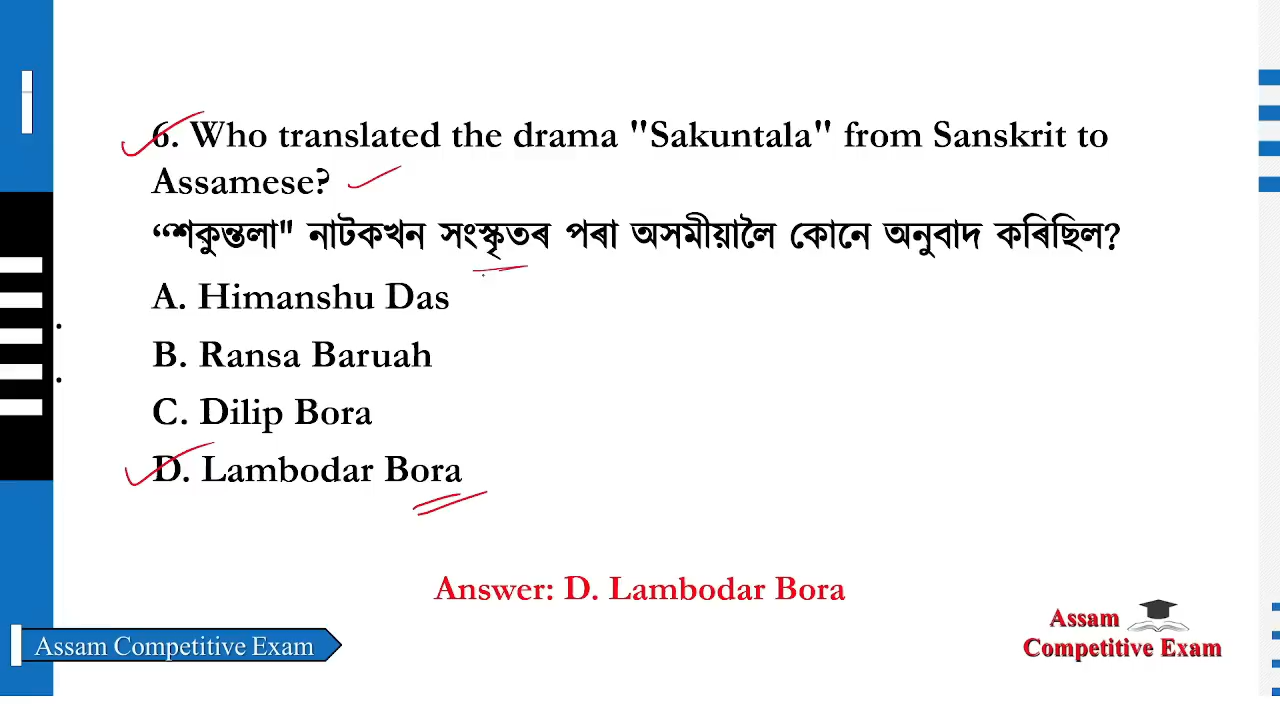 6. Who translated the drama "Sakuntala" from Sanskrit to
Assamese?
“শকুন্তলা" নাটকখন সংস্কৃতৰ পৰা অসমীয়ালৈ কোনে অনুবাদ কৰিছিল?
A. Himanshu Das
B. Ransa Baruah
C. Dilip Bora
D. Lambodar Bora
Answer: D. Lambodar Bora
Assam Competitive Exam
Assam
Competitive Exam